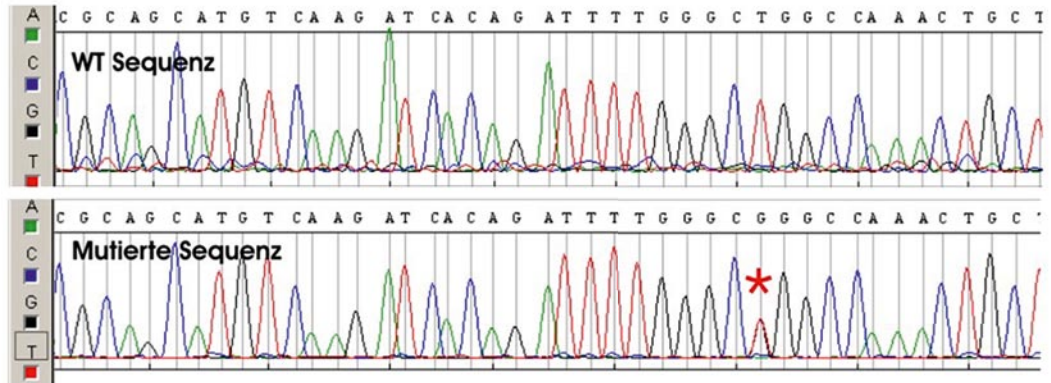 A C G C A G C A T G T C A A G A T C A C A G A T T T T G G G C T G G C C A A A C T G C T
WT Sequenz
C
G
T
A C G C A G C A T G T C A A G A T C A C A G A T T T T G G G C G G G C C A A A C T G C
Mutierte Sequenz
C
*
G
T